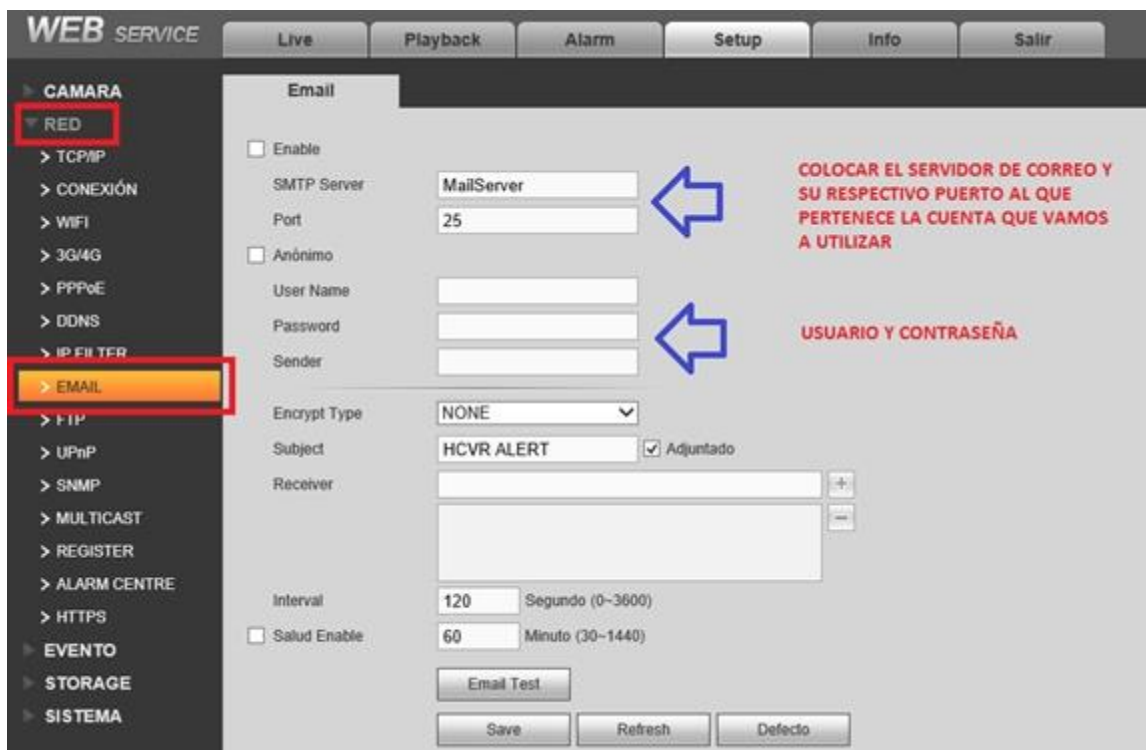 WEB SERVICE
Live
Playback
Alarm
Setup
Info
Salir
CAMARA
RED
> TCP/IP
> CONEXIÓN
> WIFI
> 3G/4G
> PPPoE
> DDNS
> IP FILTER
> EMAIL
> FTP
> UPnP
> SNMP
> MULTICAST
> REGISTER
> ALARM CENTRE
> HTTPS
EVENTO
STORAGE
SISTEMA
Email
Enable
SMTP Server MailServer
Port 25
Anónimo
User Name
Password
Sender
COLOCAR EL SERVIDOR DE CORREO Y
SU RESPECTIVO PUERTO AL QUE
PERTENECE LA CUENTA QUE VAMOS
A UTILIZAR
USUARIO Y CONTRASEÑA
Encrypt Type NONE
Subject HCVR ALERT Adjuntado
Receiver
+
−
Interval 120 Segundo (0~3600)
Salud Enable 60 Minuto (30~1440)
Email Test
Save Refresh Defecto